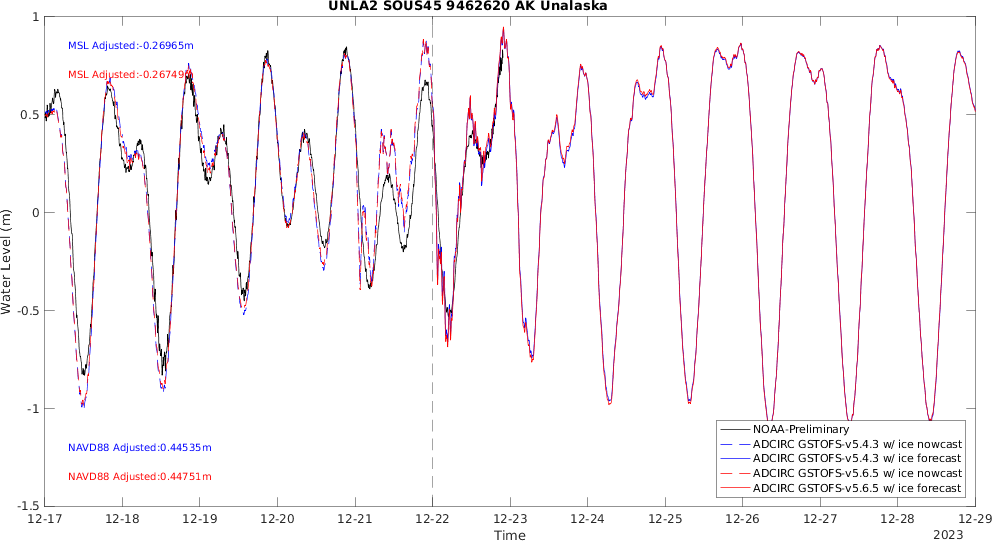 UNLA2 SOUS45 9462620 AK Unalaska
MSL Adjusted:-0.26965m
MSL Adjusted:-0.26749
NAVD88 Adjusted:0.44535m
NAVD88 Adjusted:0.44751m
Water Level (m)
1
0.5
0
-0.5
-1
-1.5
NOAA-Preliminary
ADCIRC GSTOFS-v5.4.3 w/ ice nowcast
ADCIRC GSTOFS-v5.4.3 w/ ice forecast
ADCIRC GSTOFS-v5.6.5 w/ ice nowcast
ADCIRC GSTOFS-v5.6.5 w/ ice forecast
12-17 12-18 12-19 12-20 12-21 12-22 12-23 12-24 12-25 12-26 12-27 12-28 12-29
Time
2023